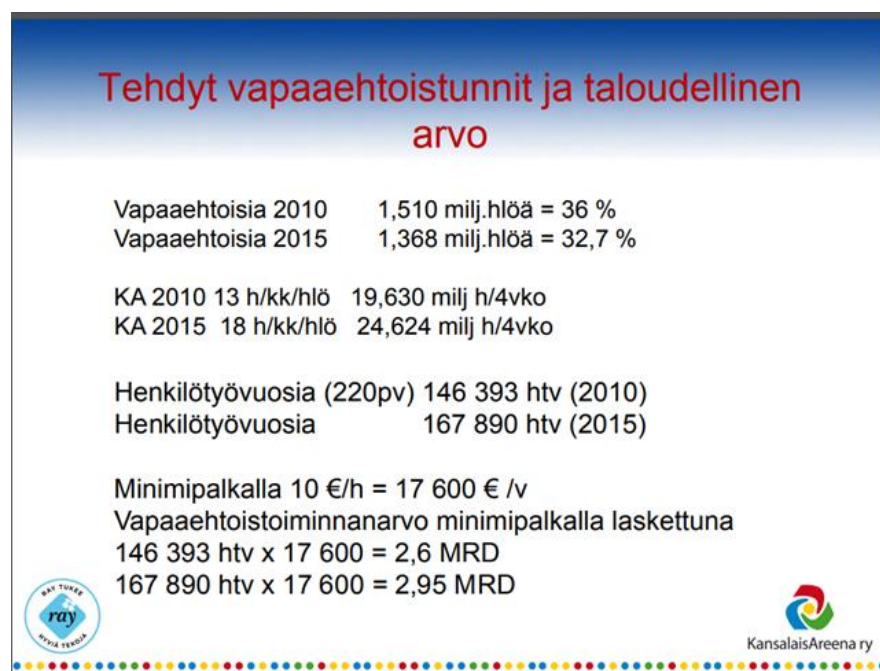 Tehdyt vapaaehtoistunnit ja taloudellinen
arvo
Vapaaehtoisia 2010 1,510 milj.hlöä = 36 %
Vapaaehtoisia 2015 1,368 milj.hlöä = 32,7 %
KA 2010 13 h/kk/hlö 19,630 milj h/4vko
KA 2015 18 h/kk/hlö 24,624 milj h/4vko
Henkilötyövuosia (220pv) 146 393 htv (2010)
Henkilötyövuosia 167 890 htv (2015)
Minimipalkalla 10 €/h = 17 600 € /v
Vapaaehtoistoiminnanarvo minimipalkalla laskettuna
146 393 htv x 17 600 = 2,6 MRD
167 890 htv x 17 600 = 2,95 MRD
RAY TUKEE
ray
HYVIÄ TEKOJA
KansalaisAreena ry